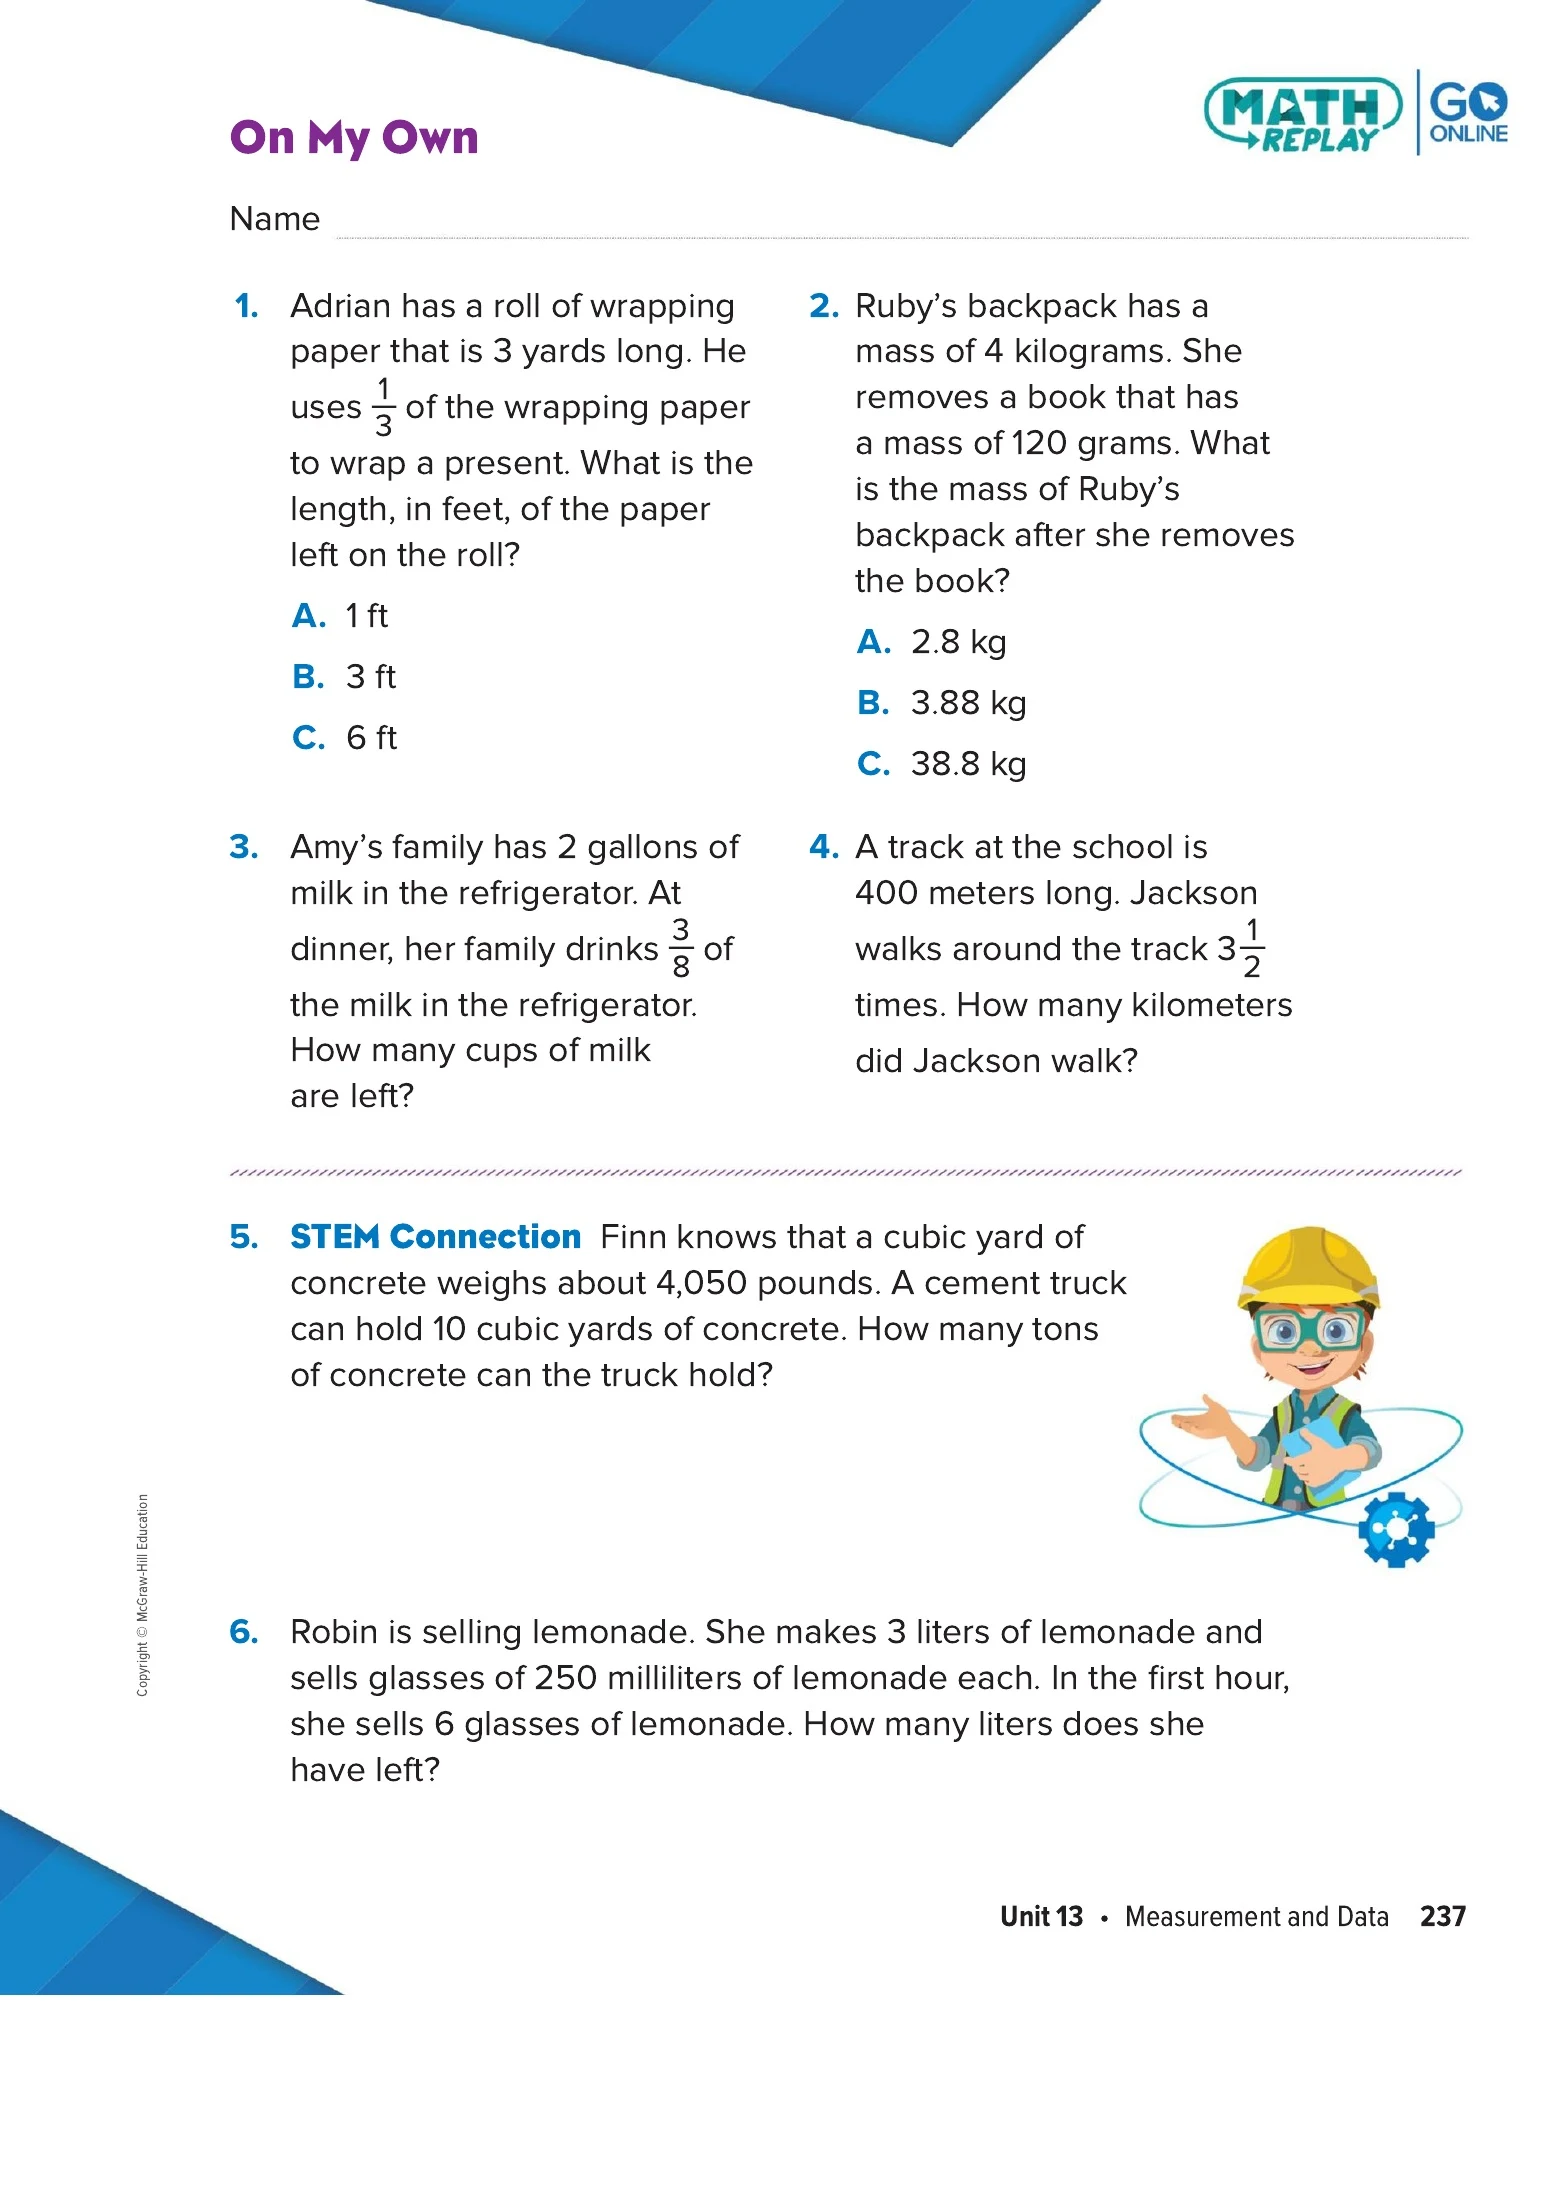 MATH
REPLAY
GO
ONLINE
On My Own
Name
1. Adrian has a roll of wrapping
paper that is 3 yards long. He
uses 1/3 of the wrapping paper
to wrap a present. What is the
length, in feet, of the paper
left on the roll?
A. 1 ft
B. 3 ft
C. 6 ft
2. Ruby’s backpack has a
mass of 4 kilograms. She
removes a book that has
a mass of 120 grams. What
is the mass of Ruby’s
backpack after she removes
the book?
A. 2.8 kg
B. 3.88 kg
C. 38.8 kg
3. Amy’s family has 2 gallons of
milk in the refrigerator. At
dinner, her family drinks 3/8 of
the milk in the refrigerator.
How many cups of milk
are left?
4. A track at the school is
400 meters long. Jackson
walks around the track 3 1/2
times. How many kilometers
did Jackson walk?
5. STEM Connection Finn knows that a cubic yard of
concrete weighs about 4,050 pounds. A cement truck
can hold 10 cubic yards of concrete. How many tons
of concrete can the truck hold?
6. Robin is selling lemonade. She makes 3 liters of lemonade and
sells glasses of 250 milliliters of lemonade each. In the first hour,
she sells 6 glasses of lemonade. How many liters does she
have left?
Copyright © McGraw-Hill Education
Unit 13 • Measurement and Data 237